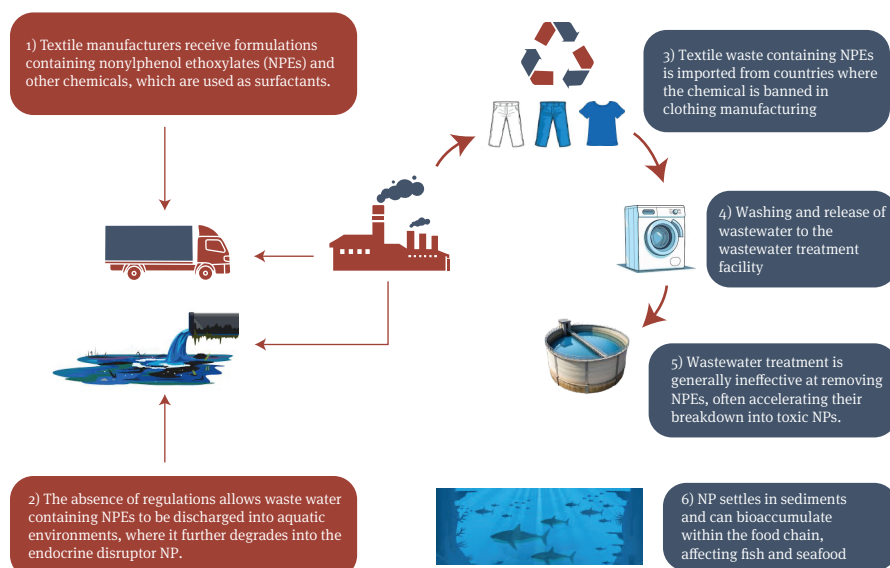 1) Textile manufacturers receive formulations
containing nonylphenol ethoxylates (NPEs) and
other chemicals, which are used as surfactants.
3) Textile waste containing NPEs
is imported from countries where
the chemical is banned in
clothing manufacturing
4) Washing and release of
wastewater to the
wastewater treatment
facility
5) Wastewater treatment is
generally ineffective at removing
NPEs, often accelerating their
breakdown into toxic NPs.
2) The absence of regulations allows waste water
containing NPEs to be discharged into aquatic
environments, where it further degrades into the
endocrine disruptor NP.
6) NP settles in sediments
and can bioaccumulate
within the food chain,
affecting fish and seafood